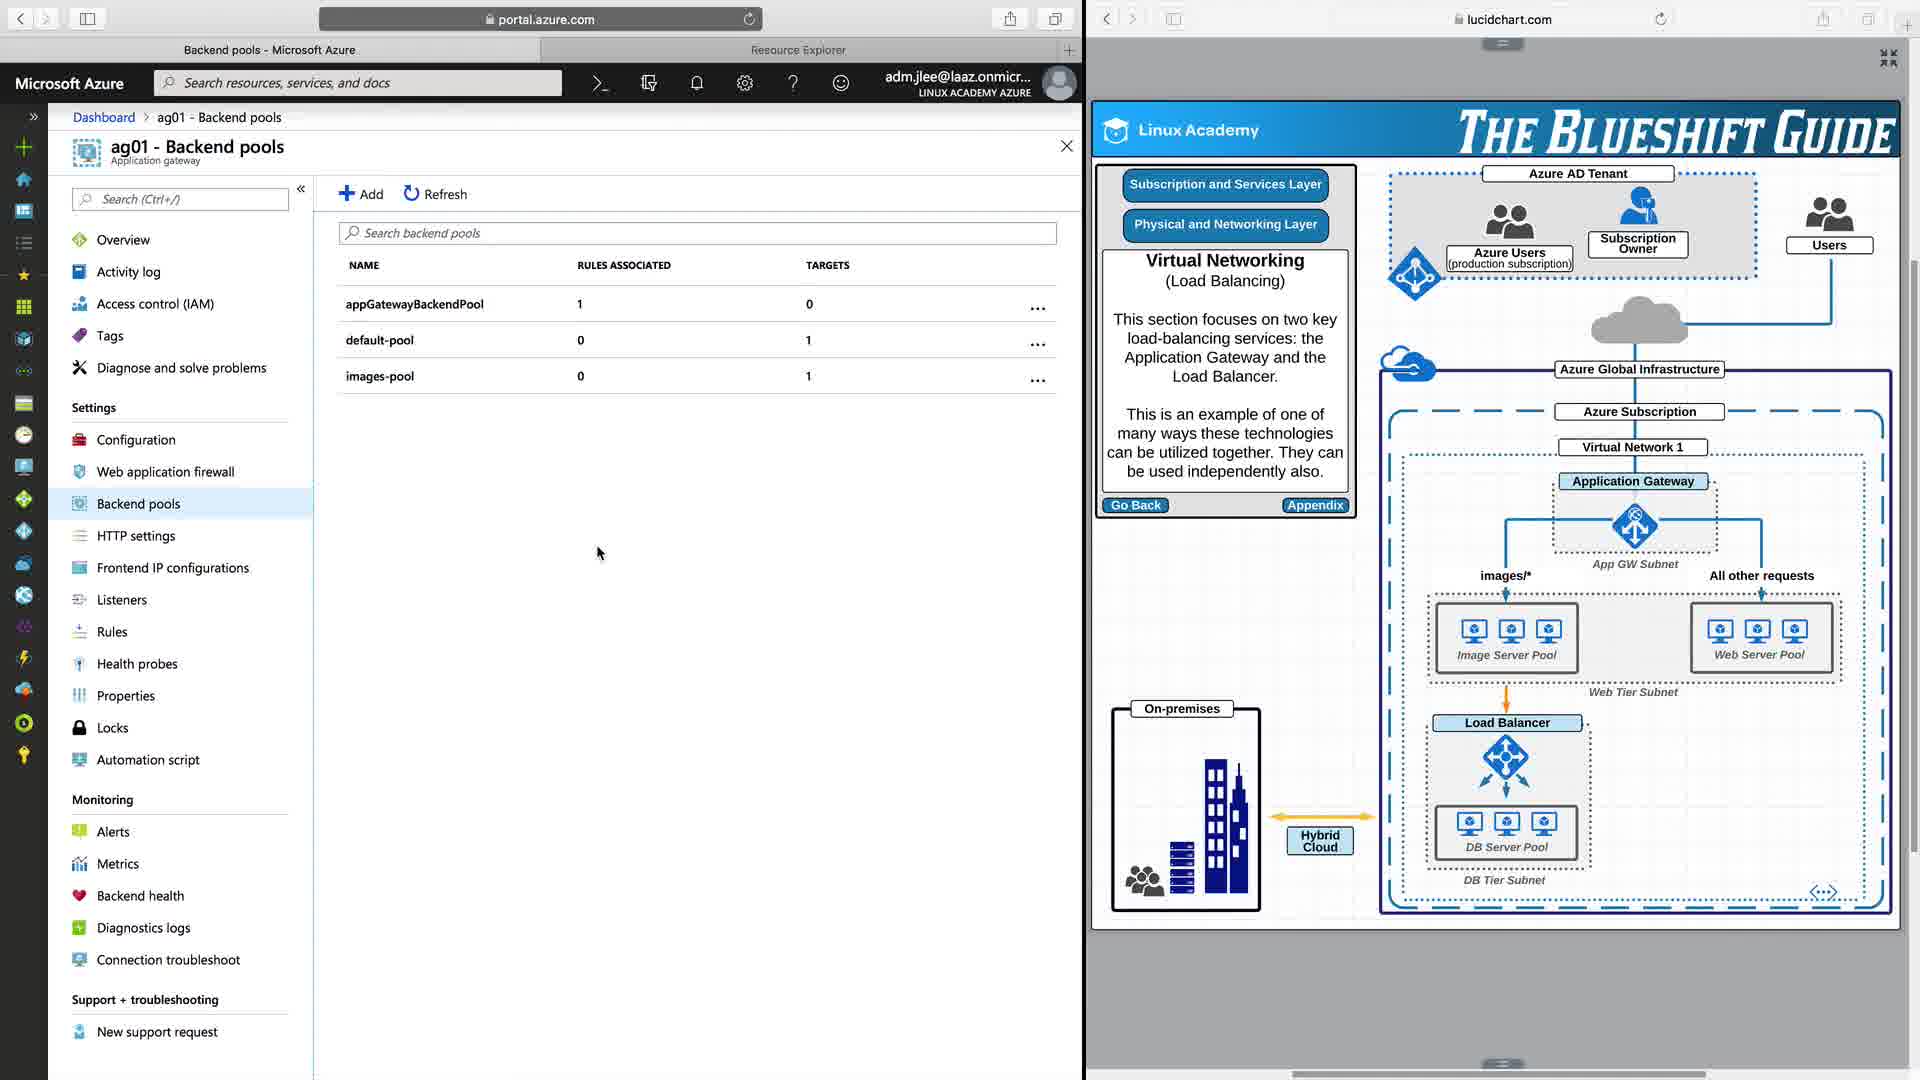 portal.azure.com
Backend pools - Microsoft Azure
Resource Explorer
Microsoft Azure
Search resources, services, and docs
adm.jlee@laaz.onmicr...
LINUX ACADEMY AZURE
Dashboard > ag01 - Backend pools
ag01 - Backend pools
Application gateway
Search (Ctrl+/)
Overview
Activity log
Access control (IAM)
Tags
Diagnose and solve problems
Settings
Configuration
Web application firewall
Backend pools
HTTP settings
Frontend IP configurations
Listeners
Rules
Health probes
Properties
Locks
Automation script
Monitoring
Alerts
Metrics
Backend health
Diagnostics logs
Connection troubleshoot
Support + troubleshooting
New support request
Add
Refresh
Search backend pools
NAME RULES ASSOCIATED TARGETS
appGatewayBackendPool 1 0 ...
default-pool 0 1 ...
images-pool 0 1 ...
lucidchart.com
Linux Academy
THE BLUESHIFT GUIDE
Subscription and Services Layer
Physical and Networking Layer
Virtual Networking
(Load Balancing)
This section focuses on two key
load-balancing services: the
Application Gateway and the
Load Balancer.
This is an example of one of
many ways these technologies
can be utilized together. They can
be used independently also.
Go Back
Appendix
Azure AD Tenant
Azure Users
(production subscription)
Subscription
Owner
Users
Azure Global Infrastructure
Azure Subscription
Virtual Network 1
Application Gateway
App GW Subnet
images/*
All other requests
Image Server Pool
Web Server Pool
Web Tier Subnet
Load Balancer
DB Server Pool
DB Tier Subnet
On-premises
Hybrid
Cloud